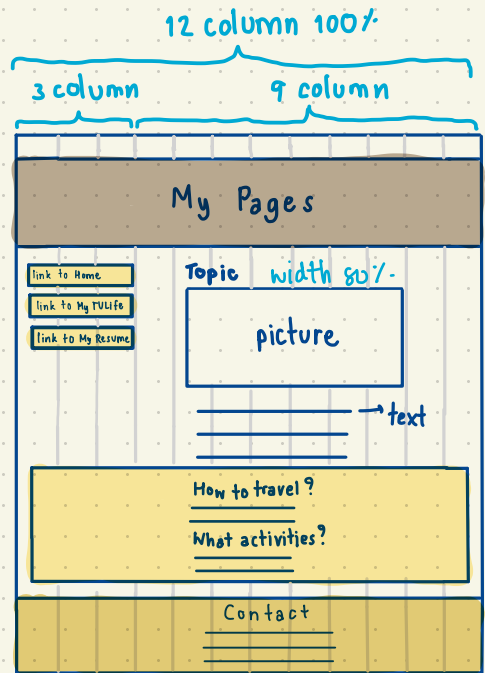 12 column 100%
3 column
9 column
My Pages
link to Home
link to My TULife
link to My Resume
Topic
width 80%
picture
text
How to travel?
What activities?
Contact